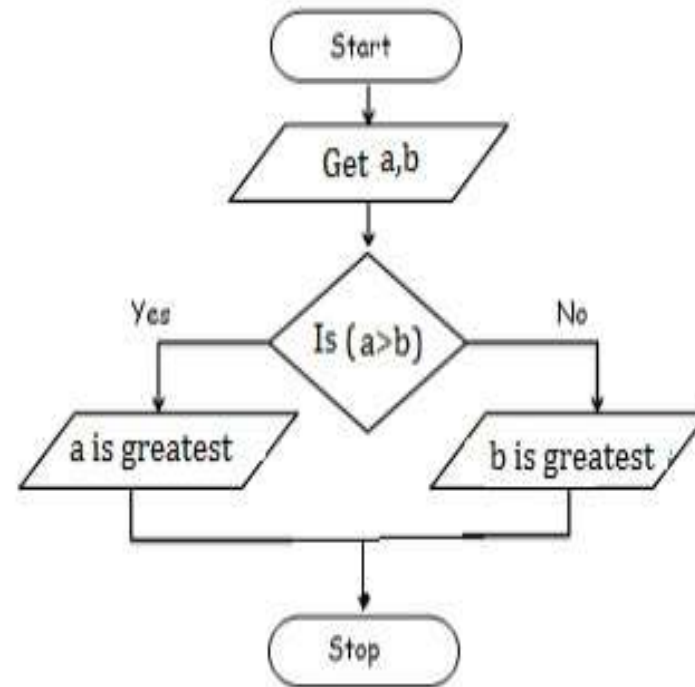 Start
Get a,b
Is (a>b)
Yes
No
a is greatest
b is greatest
Stop